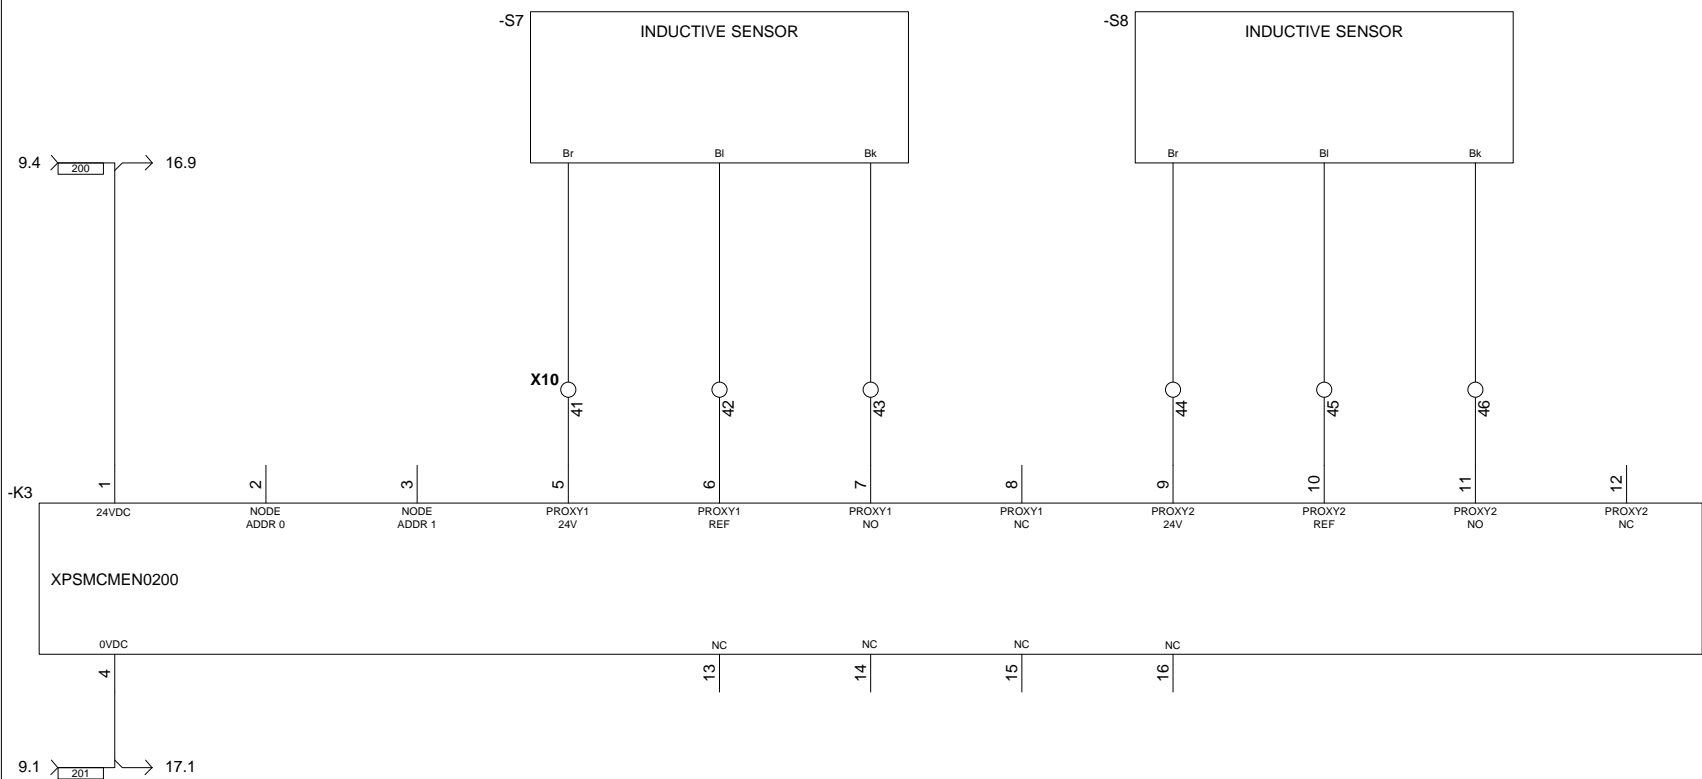 -S7
INDUCTIVE SENSOR
-S8
INDUCTIVE SENSOR
Br
Bl
Bk
Br
Bl
Bk
9.4
200
16.9
X10
41
42
43
44
45
46
-K3
1
2
3
5
6
7
8
9
10
11
12
24VDC
NODE
ADDR 0
NODE
ADDR 1
PROXY1
24V
PROXY1
REF
PROXY1
NO
PROXY1
NC
PROXY2
24V
PROXY2
REF
PROXY2
NO
PROXY2
NC
XPSMCMEN0200
0VDC
NC
NC
NC
NC
4
13
14
15
16
9.1
201
17.1